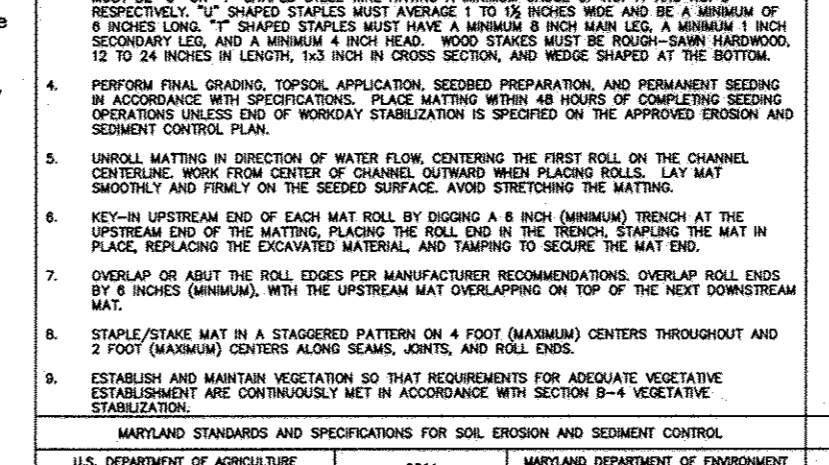 RESPECTIVELY. "U" SHAPED STAPLES MUST AVERAGE 1 TO 1½ INCHES WIDE AND BE A MINIMUM OF
6 INCHES LONG. "T" SHAPED STAPLES MUST HAVE A MINIMUM 8 INCH MAIN LEG, A MINIMUM 1 INCH
SECONDARY LEG, AND A MINIMUM 4 INCH HEAD. WOOD STAKES MUST BE ROUGH-SAWN HARDWOOD,
12 TO 24 INCHES IN LENGTH, 1x3 INCH IN CROSS SECTION, AND WEDGE SHAPED AT THE BOTTOM.
4. PERFORM FINAL GRADING, TOPSOIL APPLICATION, SEEDBED PREPARATION, AND PERMANENT SEEDING
IN ACCORDANCE WITH SPECIFICATIONS. PLACE MATTING WITHIN 48 HOURS OF COMPLETING SEEDING
OPERATIONS UNLESS END OF WORKDAY STABILIZATION IS SPECIFIED ON THE APPROVED EROSION AND
SEDIMENT CONTROL PLAN.
5. UNROLL MATTING IN DIRECTION OF WATER FLOW, CENTERING THE FIRST ROLL ON THE CHANNEL
CENTERLINE. WORK FROM CENTER OF CHANNEL OUTWARD WHEN PLACING ROLLS. LAY MAT
SMOOTHLY AND FIRMLY ON THE SEEDED SURFACE. AVOID STRETCHING THE MATTING.
6. KEY-IN UPSTREAM END OF EACH MAT ROLL BY DIGGING A 6 INCH (MINIMUM) TRENCH AT THE
UPSTREAM END OF THE MATTING, PLACING THE ROLL END IN THE TRENCH, STAPLING THE MAT IN
PLACE, REPLACING THE EXCAVATED MATERIAL, AND TAMPING TO SECURE THE MAT END.
7. OVERLAP OR ABUT THE ROLL EDGES PER MANUFACTURER RECOMMENDATIONS. OVERLAP ROLL ENDS
BY 6 INCHES (MINIMUM), WITH THE UPSTREAM MAT OVERLAPPING ON TOP OF THE NEXT DOWNSTREAM
MAT.
8. STAPLE/STAKE MAT IN A STAGGERED PATTERN ON 4 FOOT (MAXIMUM) CENTERS THROUGHOUT AND
2 FOOT (MAXIMUM) CENTERS ALONG SEAMS, JOINTS, AND ROLL ENDS.
9. ESTABLISH AND MAINTAIN VEGETATION SO THAT REQUIREMENTS FOR ADEQUATE VEGETATIVE
ESTABLISHMENT ARE CONTINUOUSLY MET IN ACCORDANCE WITH SECTION B-4 VEGETATIVE
STABILIZATION.
MARYLAND STANDARDS AND SPECIFICATIONS FOR SOIL EROSION AND SEDIMENT CONTROL
U.S. DEPARTMENT OF AGRICULTURE
MARYLAND DEPARTMENT OF ENVIRONMENT